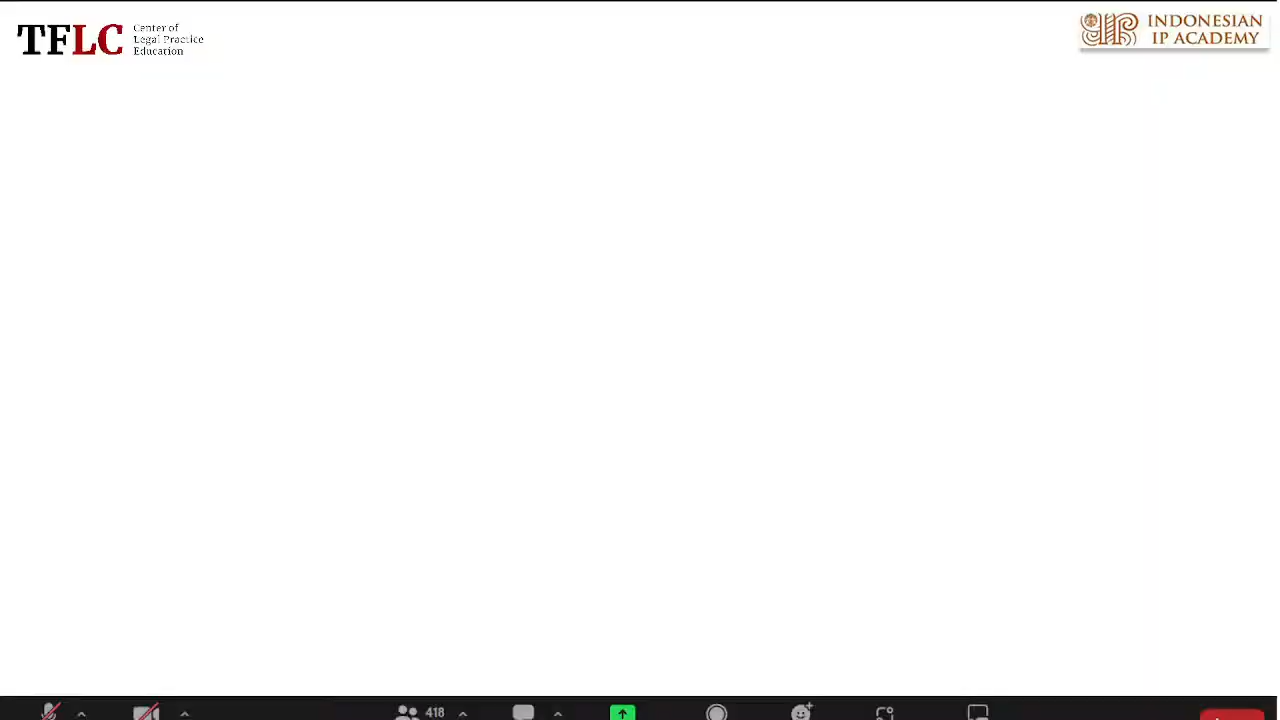 TFLC
Center of
Legal Practice
Education
INDONESIAN
IP ACADEMY
418